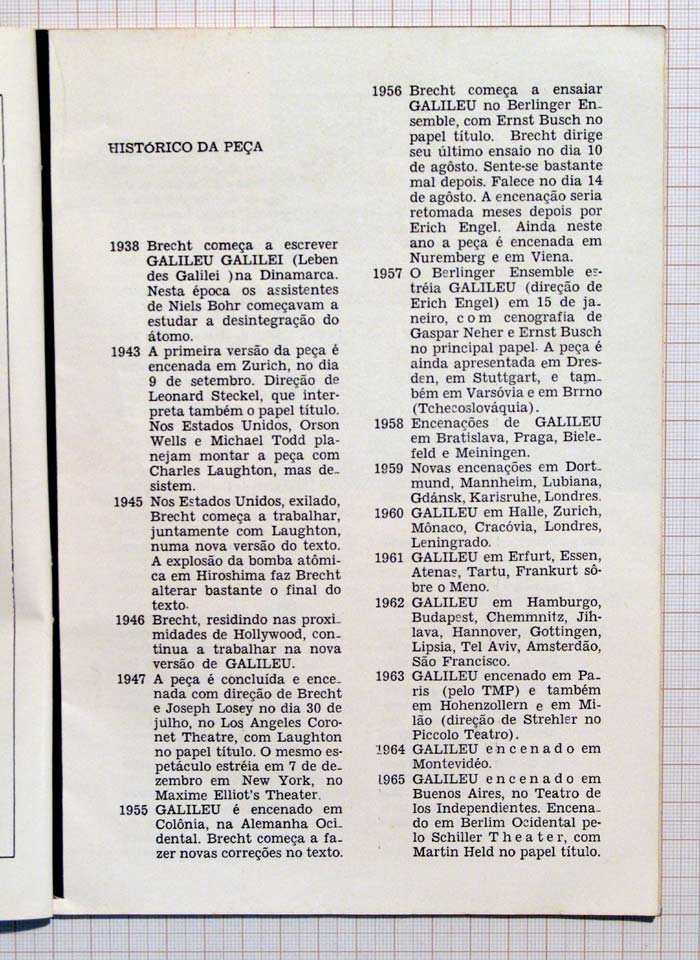 HISTÓRICO DA PEÇA
1938 Brecht começa a escrever
GALILEU GALILEI (Leben
des Galilei )na Dinamarca.
Nesta época os assistentes
de Niels Bohr começavam a
estudar a desintegração do
átomo.
1943 A primeira versão da peça é
encenada em Zurich, no dia
9 de setembro. Direção de
Leonard Steckel, que inter-
preta também o papel título.
Nos Estados Unidos, Orson
Wells e Michael Todd pla-
nejam montar a peça com
Charles Laughton, mas de-
sistem.
1945 Nos Estados Unidos, exilado,
Brecht começa a trabalhar,
juntamente com Laughton,
numa nova versão do texto.
A explosão da bomba atômi-
ca em Hiroshima faz Brecht
alterar bastante o final do
texto.
1946 Brecht, residindo nas proxi-
midades de Hollywood, con-
tinua a trabalhar na nova
versão de GALILEU.
1947 A peça é concluída e ence-
nada com direção de Brecht
e Joseph Losey no dia 30 de
julho, no Los Angeles Coro-
net Theatre, com Laughton
no papel título. O mesmo es-
petáculo estréia em 7 de de-
zembro em New York, no
Maxime Elliot's Theater.
1955 GALILEU é encenado em
Colônia, na Alemanha Oci-
dental. Brecht começa a fa-
zer novas correções no texto.
1956 Brecht começa a ensaiar
GALILEU no Berlinger En-
semble, com Ernst Busch no
papel título. Brecht dirige
seu último ensaio no dia 10
de agôsto. Sente-se bastante
mal depois. Falece no dia 14
de agôsto. A encenação seria
retomada meses depois por
Erich Engel. Ainda neste
ano a peça é encenada em
Nuremberg e em Viena.
1957 O Berlinger Ensemble es-
tréia GALILEU (direção de
Erich Engel) em 15 de ja-
neiro, com cenografia de
Gaspar Neher e Ernst Busch
no principal papel. A peça é
ainda apresentada em Dres-
den, em Stuttgart, e tam-
bém em Varsóvia e em Brrno
(Tchecoslováquia).
1958 Encenações de GALILEU
em Bratislava, Praga, Biele-
feld e Meiningen.
1959 Novas encenações em Dort-
mund, Mannheim, Lubiana,
Gdánsk, Karisruhe, Londres.
1960 GALILEU em Halle, Zurich,
Mônaco, Cracóvia, Londres,
Leningrado.
1961 GALILEU em Erfurt, Essen,
Atenas, Tartu, Frankurt sô-
bre o Meno.
1962 GALILEU em Hamburgo,
Budapest, Chemmnitz, Jih-
lava, Hannover, Gottingen,
Lipsia, Tel Aviv, Amsterdão,
São Francisco.
1963 GALILEU encenado em Pa-
ris (pelo TMP) e também
em Hohenzollern e em Mi-
lão (direção de Strehler no
Piccolo Teatro).
1964 GALILEU encenado em
Montevidéo.
1965 GALILEU encenado em
Buenos Aires, no Teatro de
los Independientes. Encena-
do em Berlim Ocidental pe-
lo Schiller Theater, com
Martin Held no papel título.